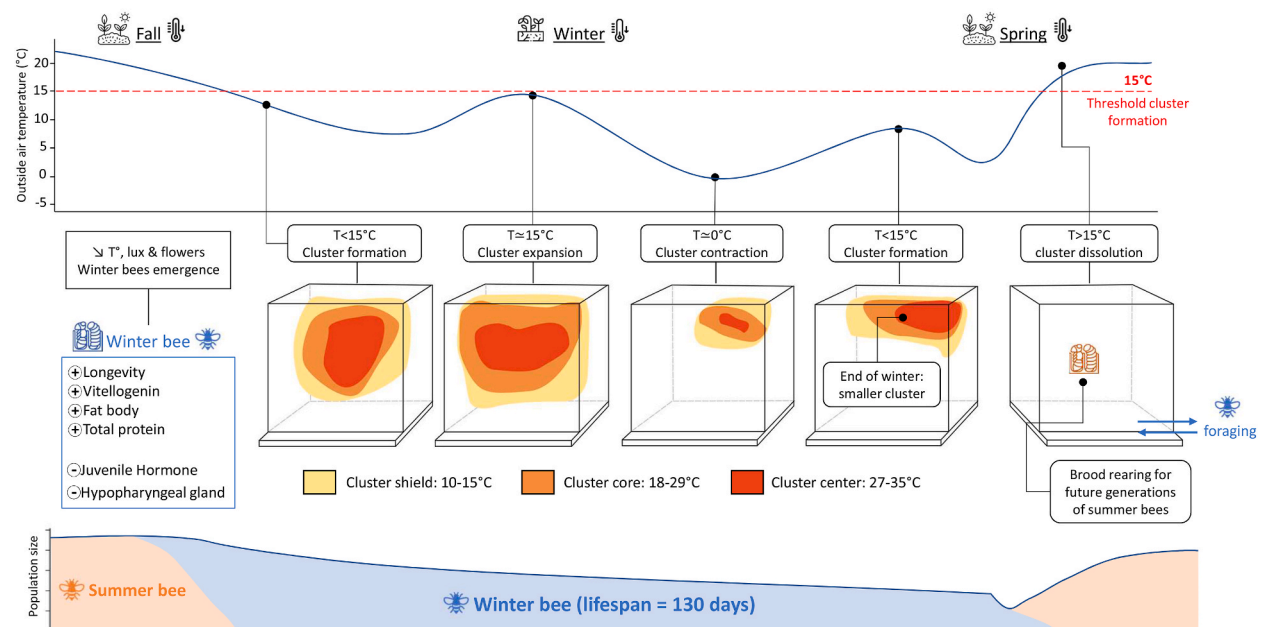 Fall
Winter
Spring
Outside air temperature (°C)
20
15
10
5
0
-5
15°C
Threshold cluster
formation
↘ T°, lux & flowers
Winter bees emergence
T<15°C
Cluster formation
T≃15°C
Cluster expansion
T≃0°C
Cluster contraction
T<15°C
Cluster formation
T>15°C
cluster dissolution
Winter bee
+ Longevity
+ Vitellogenin
+ Fat body
+ Total protein
- Juvenile Hormone
- Hypopharyngeal gland
End of winter:
smaller cluster
foraging
Brood rearing for
future generations
of summer bees
Cluster shield: 10-15°C
Cluster core: 18-29°C
Cluster center: 27-35°C
Population size
Summer bee
Winter bee (lifespan = 130 days)